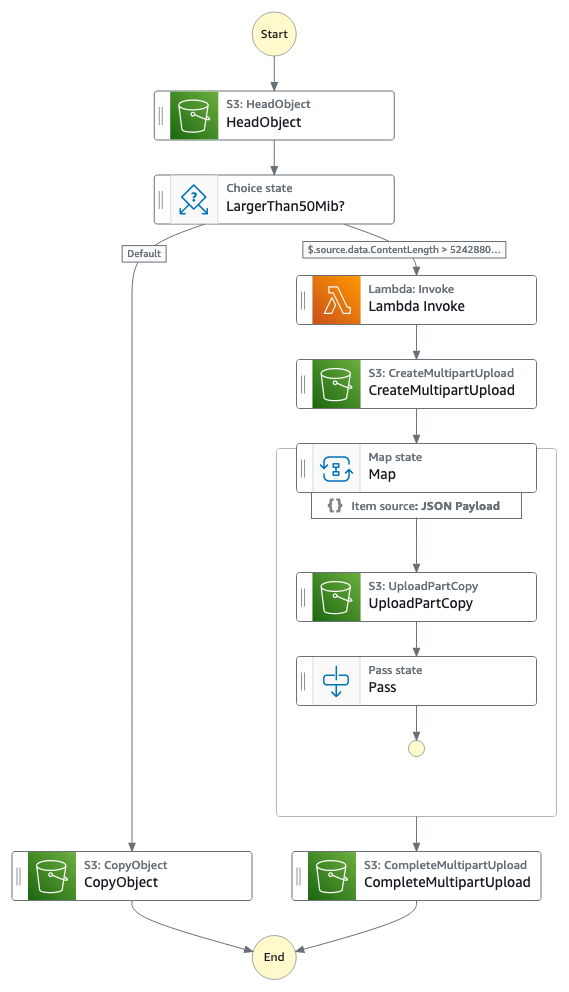 Start
S3: HeadObject
HeadObject
Choice state
LargerThan50Mib?
Default
$.source.data.ContentLength > 5242880...
Lambda: Invoke
Lambda Invoke
S3: CreateMultipartUpload
CreateMultipartUpload
Map state
Map
{} Item source: JSON Payload
S3: UploadPartCopy
UploadPartCopy
Pass state
Pass
S3: CopyObject
CopyObject
S3: CompleteMultipartUpload
CompleteMultipartUpload
End